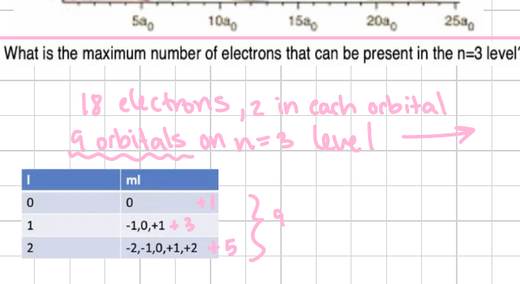 5a₀ 10a₀ 15a₀ 20a₀ 25a₀
What is the maximum number of electrons that can be present in the n=3 level?
18 electrons, 2 in each orbital
9 orbitals on n=3 level →
l ml
0 0 +1
1 -1,0,+1 +3
2 -2,-1,0,+1,+2 +5
9